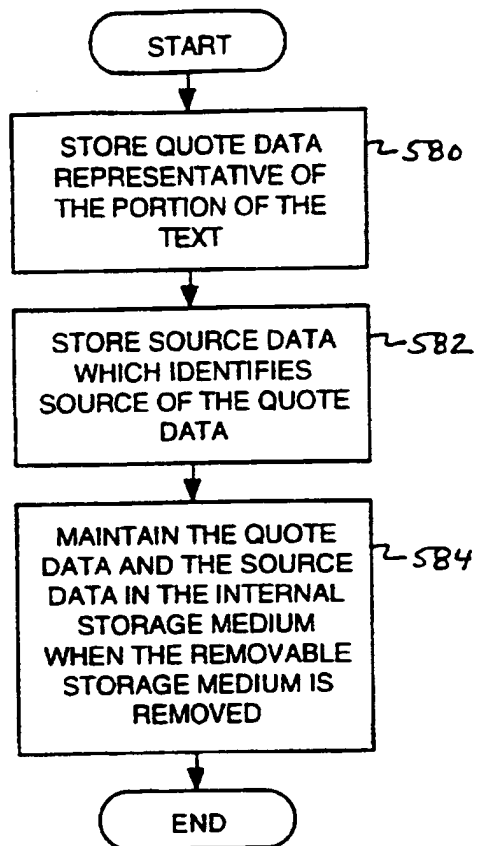 START
STORE QUOTE DATA
REPRESENTATIVE OF
THE PORTION OF THE
TEXT
580
STORE SOURCE DATA
WHICH IDENTIFIES
SOURCE OF THE QUOTE
DATA
582
MAINTAIN THE QUOTE
DATA AND THE SOURCE
DATA IN THE INTERNAL
STORAGE MEDIUM
WHEN THE REMOVABLE
STORAGE MEDIUM IS
REMOVED
584
END